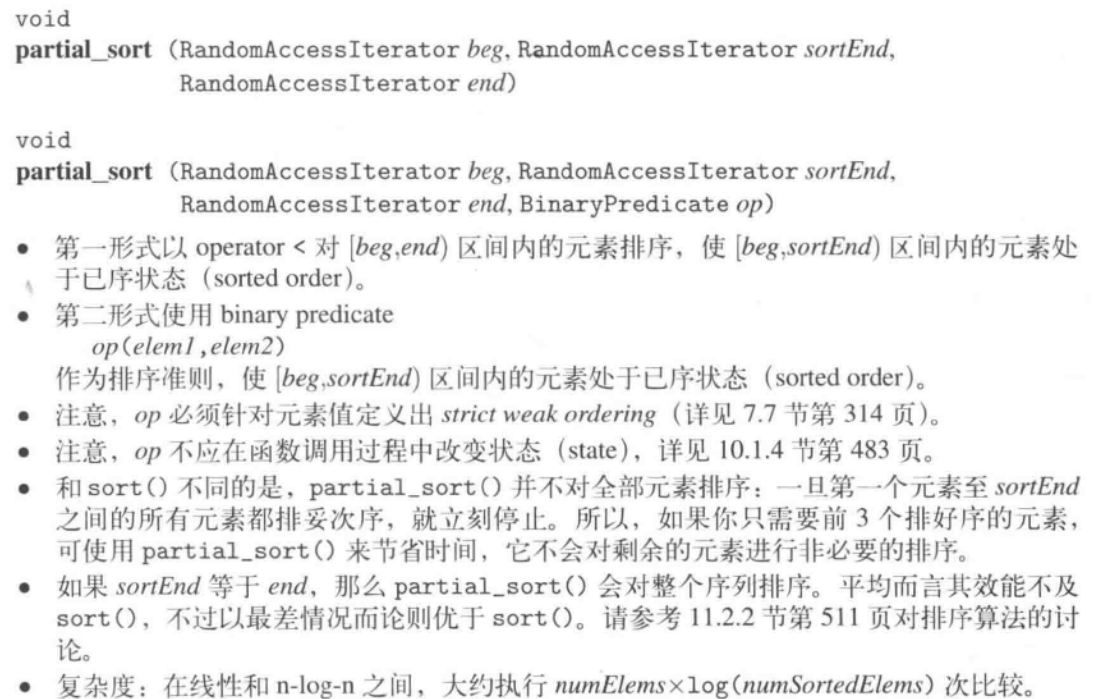 void
partial_sort (RandomAccessIterator beg, RandomAccessIterator sortEnd,
RandomAccessIterator end)
void
partial_sort (RandomAccessIterator beg, RandomAccessIterator sortEnd,
RandomAccessIterator end, BinaryPredicate op)
• 第一形式以 operator < 对 [beg,end) 区间内的元素排序，使 [beg,sortEnd) 区间内的元素处
于已序状态（sorted order）。
• 第二形式使用 binary predicate
op(elem1,elem2)
作为排序准则，使 [beg,sortEnd) 区间内的元素处于已序状态（sorted order）。
• 注意，op 必须针对元素值定义出 strict weak ordering（详见 7.7 节第 314 页）。
• 注意，op 不应在函数调用过程中改变状态（state），详见 10.1.4 节第 483 页。
• 和 sort() 不同的是，partial_sort() 并不对全部元素排序：一旦第一个元素至 sortEnd
之间的所有元素都排妥次序，就立刻停止。所以，如果你只需要前 3 个排好序的元素，
可使用 partial_sort() 来节省时间，它不会对剩余的元素进行非必要的排序。
• 如果 sortEnd 等于 end，那么 partial_sort() 会对整个序列排序。平均而言其效能不及
sort()，不过以最差情况而论则优于 sort()。请参考 11.2.2 节第 511 页对排序算法的讨
论。
• 复杂度：在线性和 n-log-n 之间，大约执行 numElems×log(numSortedElems) 次比较。